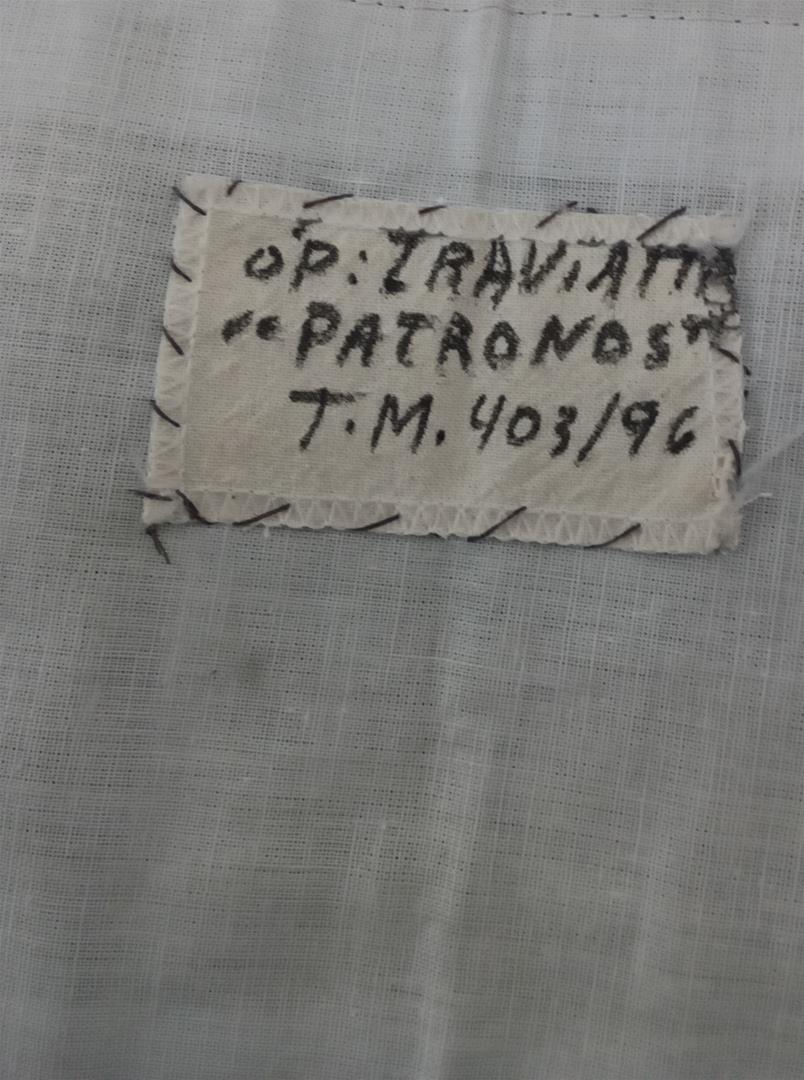 OP: TRAVIATTA
"PATRONOS"
T.M. 403/96